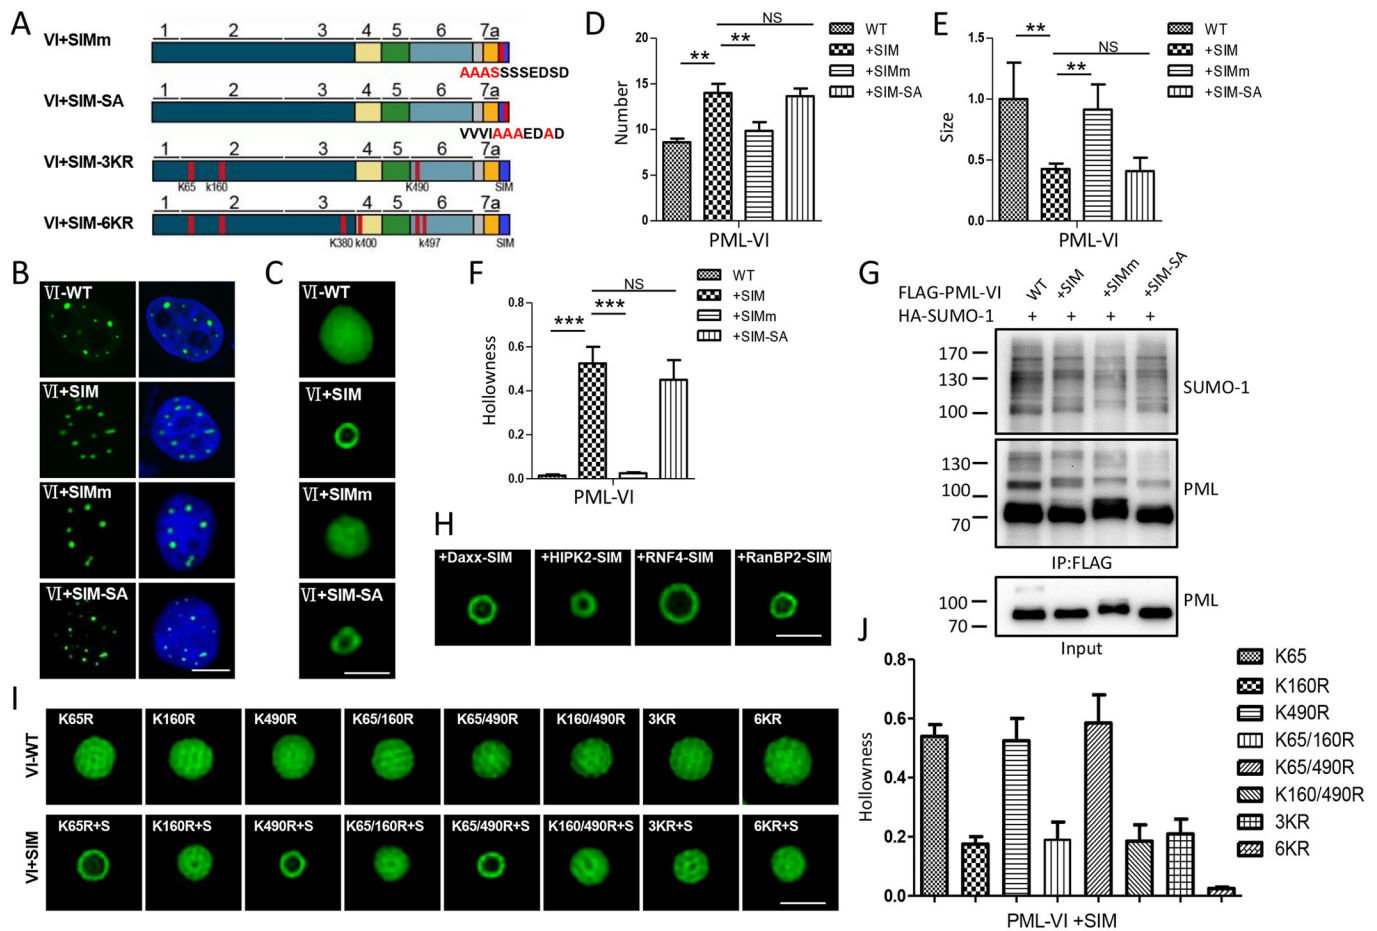 A
VI+SIMm
1 2 3 4 5 6 7a
AAASSSSEDSD
VI+SIM-SA
1 2 3 4 5 6 7a
VVVIAAAEDAD
VI+SIM-3KR
1 2 3 4 5 6 7a
K65 k160 K490 SIM
VI+SIM-6KR
1 2 3 4 5 6 7a
K380 k400 k497 SIM
B
Ⅵ-WT
Ⅵ+SIM
Ⅵ+SIMm
Ⅵ+SIM-SA
C
Ⅵ-WT
Ⅵ+SIM
Ⅵ+SIMm
Ⅵ+SIM-SA
D
Number
20
15
10
5
0
**
**
NS
PML-VI
WT
+SIM
+SIMm
+SIM-SA
E
Size
1.5
1.0
0.5
0.0
**
**
NS
PML-VI
WT
+SIM
+SIMm
+SIM-SA
F
Hollowness
0.8
0.6
0.4
0.2
0.0
***
***
NS
PML-VI
WT
+SIM
+SIMm
+SIM-SA
G
FLAG-PML-VI WT +SIM +SIMm +SIM-SA
HA-SUMO-1 + + + +
170
130
100
SUMO-1
130
100
70
PML
IP:FLAG
100
70
PML
Input
H
+Daxx-SIM
+HIPK2-SIM
+RNF4-SIM
+RanBP2-SIM
I
VI-WT
K65R K160R K490R K65/160R K65/490R K160/490R 3KR 6KR
VI+SIM
K65R+S K160R+S K490R+S K65/160R+S K65/490R+S K160/490R+S 3KR+S 6KR+S
J
Hollowness
0.8
0.6
0.4
0.2
0.0
PML-VI +SIM
K65
K160R
K490R
K65/160R
K65/490R
K160/490R
3KR
6KR